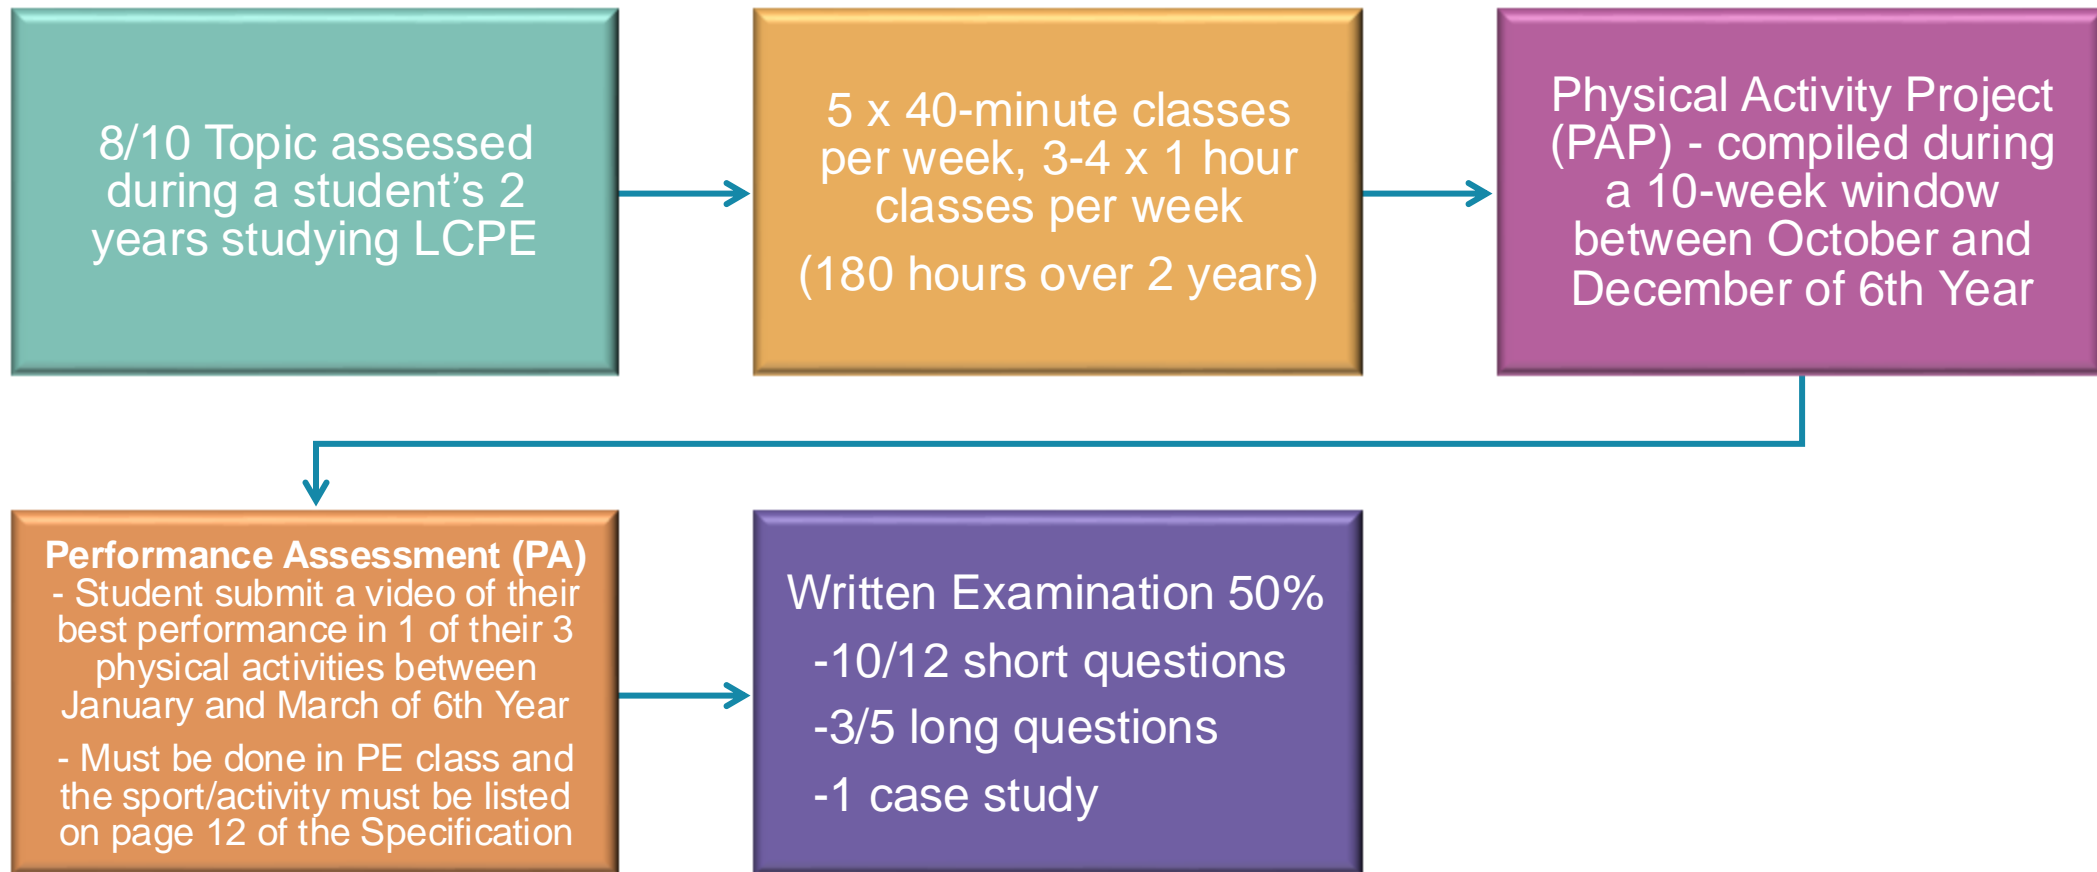 8/10 Topic assessed
during a student's 2
years studying LCPE
5 x 40-minute classes
per week, 3-4 x 1 hour
classes per week
(180 hours over 2 years)
Physical Activity Project
(PAP) - compiled during
a 10-week window
between October and
December of 6th Year
Performance Assessment (PA)
- Student submit a video of their
best performance in 1 of their 3
physical activities between
January and March of 6th Year
- Must be done in PE class and
the sport/activity must be listed
on page 12 of the Specification
Written Examination 50%
-10/12 short questions
-3/5 long questions
-1 case study